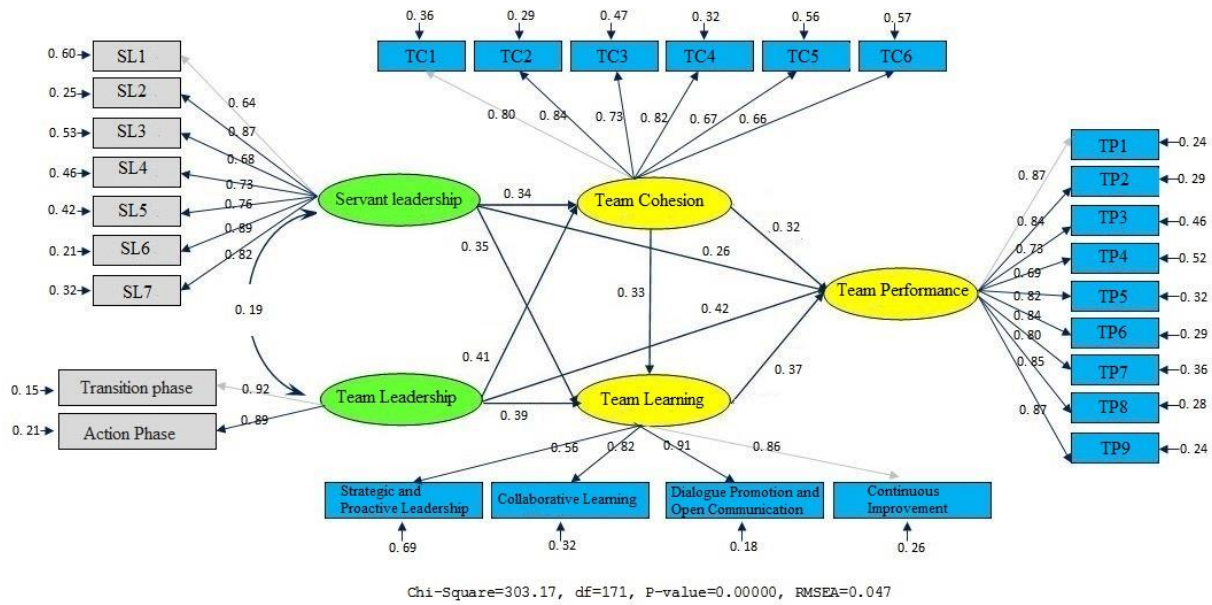 0. 36 0. 29 0. 47 0. 32 0. 56 0. 57
TC1 TC2 TC3 TC4 TC5 TC6
0. 80 0. 84 0. 73 0. 82 0. 67 0. 66
0. 60 SL1
0. 25 SL2
0. 53 SL3
0. 46 SL4
0. 42 SL5
0. 21 SL6
0. 32 SL7
0. 64
0. 87
0. 68
0. 73
0. 76
0. 89
0. 82
Servant leadership
0. 34
Team Cohesion
0. 35
0. 26
0. 32
0. 19
0. 33
0. 42
Team Performance
0. 87
0. 84
0. 73
0. 69
0. 82
0. 84
0. 80
0. 85
0. 87
TP1 0. 24
TP2 0. 29
TP3 0. 46
TP4 0. 52
TP5 0. 32
TP6 0. 29
TP7 0. 36
TP8 0. 28
TP9 0. 24
0. 41
0. 37
0. 15 Transition phase 0. 92
0. 21 Action Phase 0. 89
Team Leadership
0. 39
Team Learning
0. 56 0. 82 0. 91 0. 86
Strategic and
Proactive Leadership
Collaborative Learning
Dialogue Promotion and
Open Communication
Continuous
Improvement
0. 69 0. 32 0. 18 0. 26
Chi-Square=303.17, df=171, P-value=0.00000, RMSEA=0.047